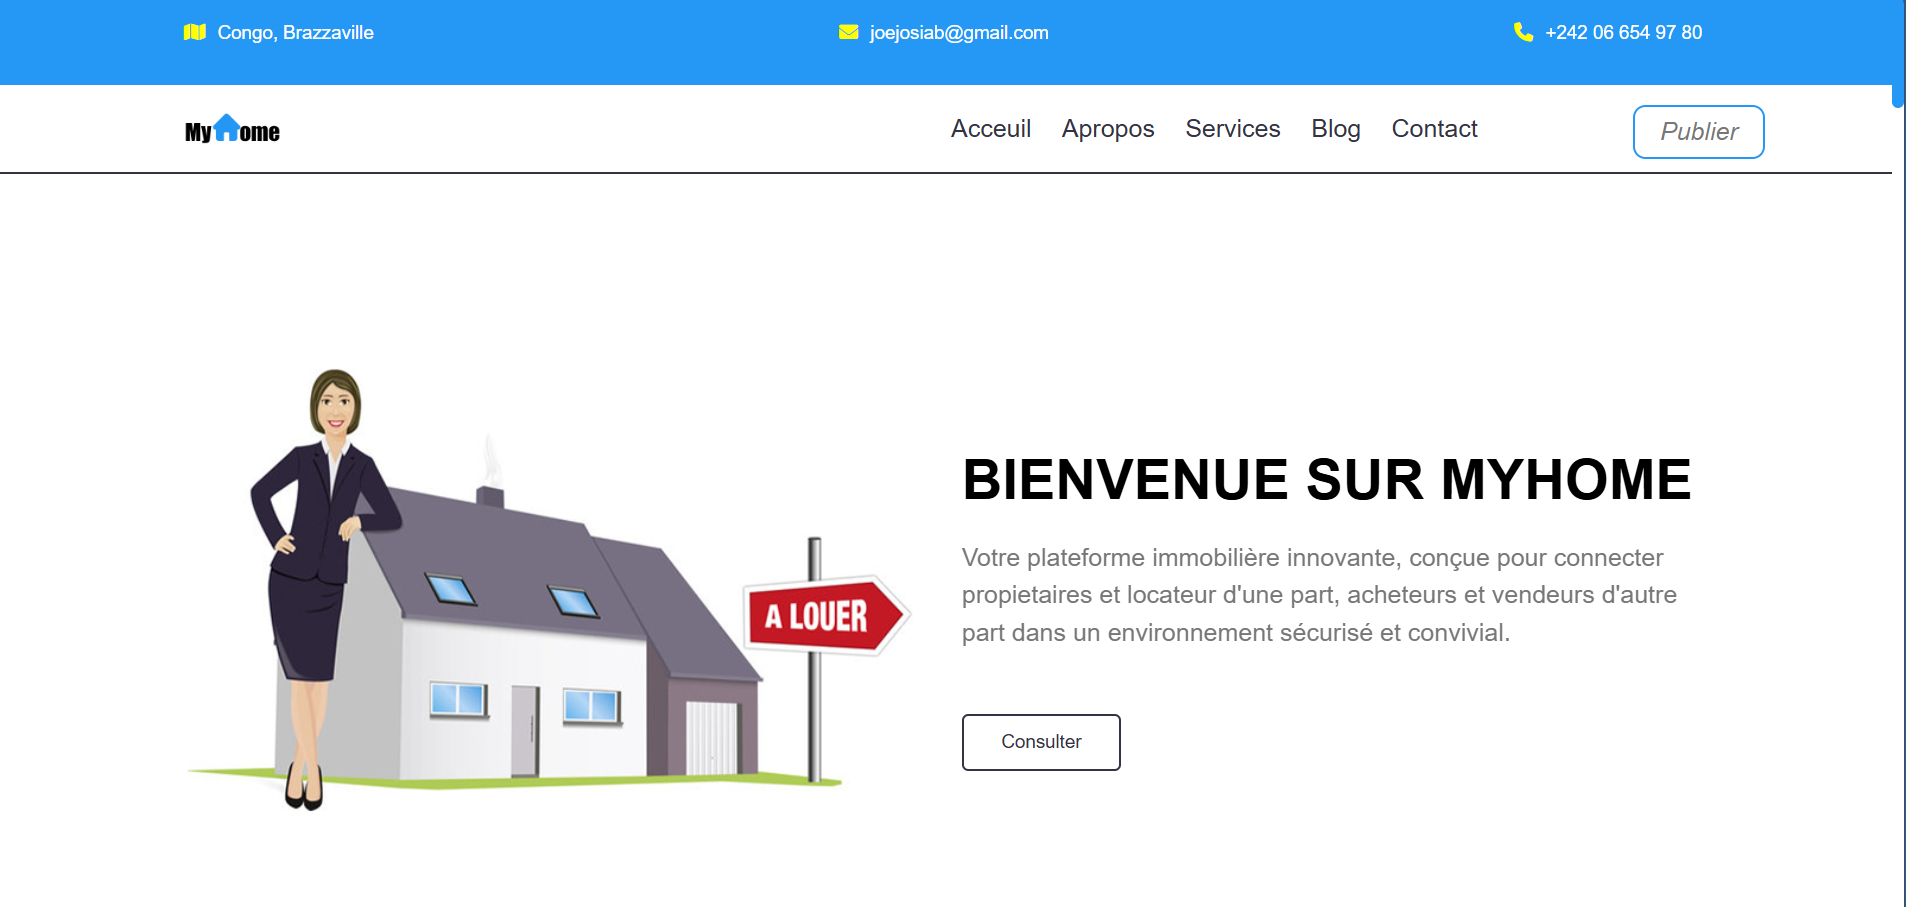 Congo, Brazzaville
joejosiab@gmail.com
+242 06 654 97 80
My ome
Acceuil
Apropos
Services
Blog
Contact
Publier
BIENVENUE SUR MYHOME
Votre plateforme immobilière innovante, conçue pour connecter
propietaires et locateur d'une part, acheteurs et vendeurs d'autre
part dans un environnement sécurisé et convivial.
A LOUER
Consulter